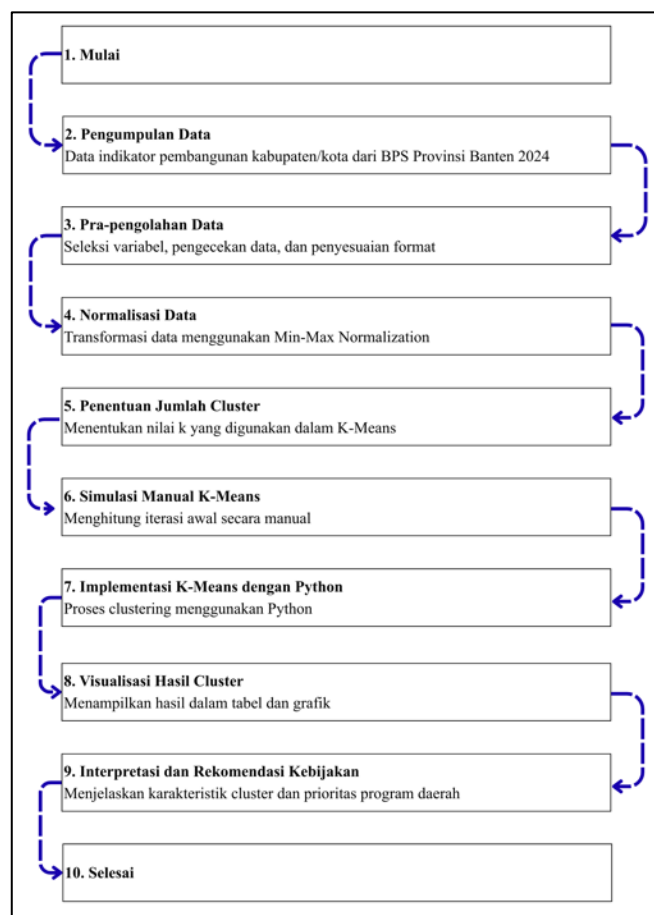 1. Mulai
2. Pengumpulan Data
Data indikator pembangunan kabupaten/kota dari BPS Provinsi Banten 2024
3. Pra-pengolahan Data
Seleksi variabel, pengecekan data, dan penyesuaian format
4. Normalisasi Data
Transformasi data menggunakan Min-Max Normalization
5. Penentuan Jumlah Cluster
Menentukan nilai k yang digunakan dalam K-Means
6. Simulasi Manual K-Means
Menghitung iterasi awal secara manual
7. Implementasi K-Means dengan Python
Proses clustering menggunakan Python
8. Visualisasi Hasil Cluster
Menampilkan hasil dalam tabel dan grafik
9. Interpretasi dan Rekomendasi Kebijakan
Menjelaskan karakteristik cluster dan prioritas program daerah
10. Selesai